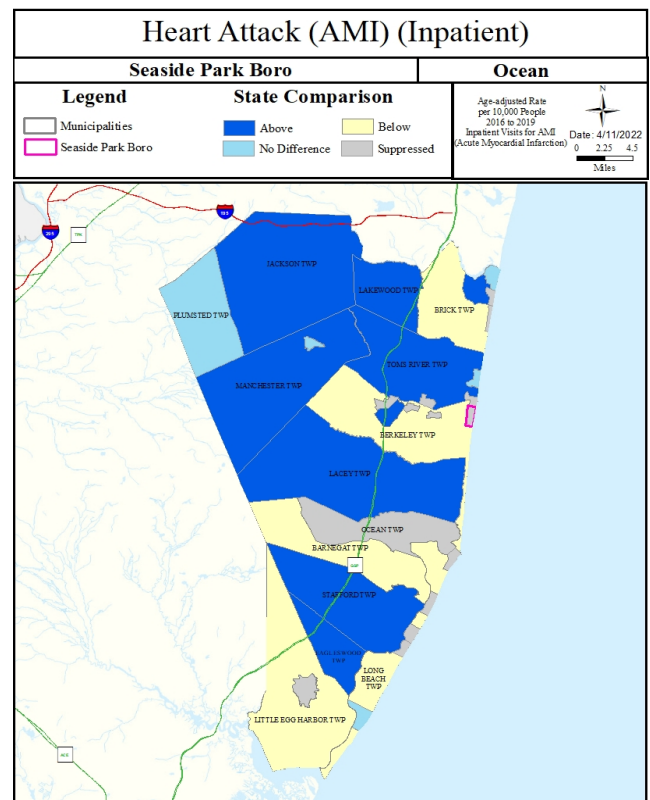 Heart Attack (AMI) (Inpatient)
Seaside Park Boro
Ocean
Legend
Municipalities
Seaside Park Boro
State Comparison
Above
Below
No Difference
Suppressed
Age-adjusted Rate
per 10,000 People
2016 to 2019
Inpatient Visits for AMI
(Acute Myocardial Infarction)
N
Date: 4/11/2022
0 2.25 4.5
Miles
195
TPK
JACKSON TWP
LAKEWOOD TWP
PLUMSTED TWP
BRICK TWP
TOMS RIVER TWP
MANCHESTER TWP
BERKELEY TWP
LACEY TWP
OCEAN TWP
BARNEGAT TWP
GSP
STAFFORD TWP
EAGLESWOOD
TWP
LONG
BEACH
TWP
LITTLE EGG HARBOR TWP